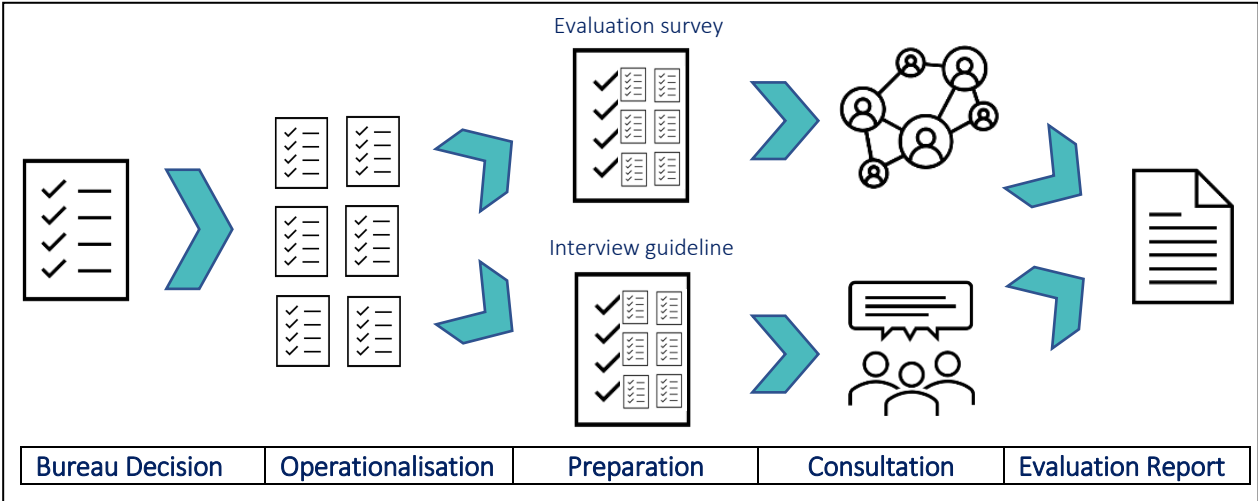 Evaluation survey
Interview guideline
Bureau Decision
Operationalisation
Preparation
Consultation
Evaluation Report